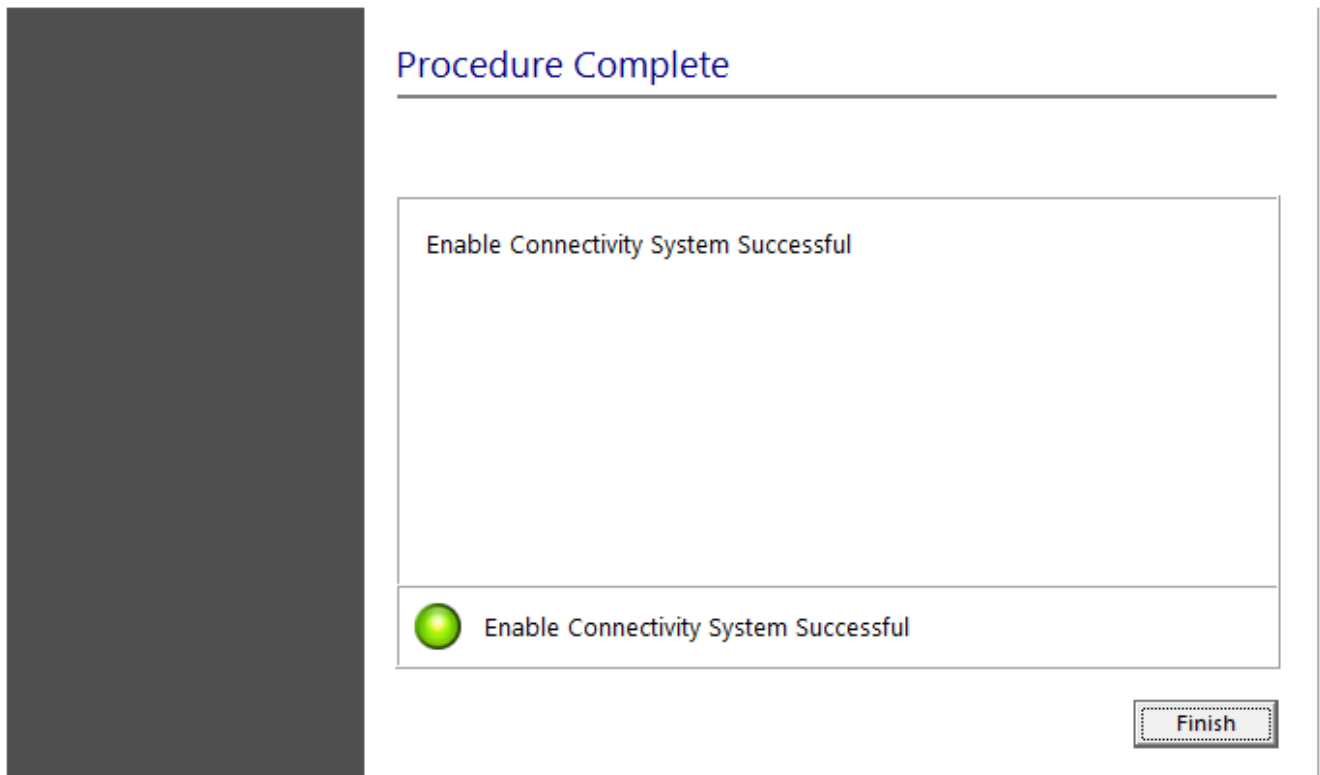 Procedure Complete
Enable Connectivity System Successful
Enable Connectivity System Successful
Finish